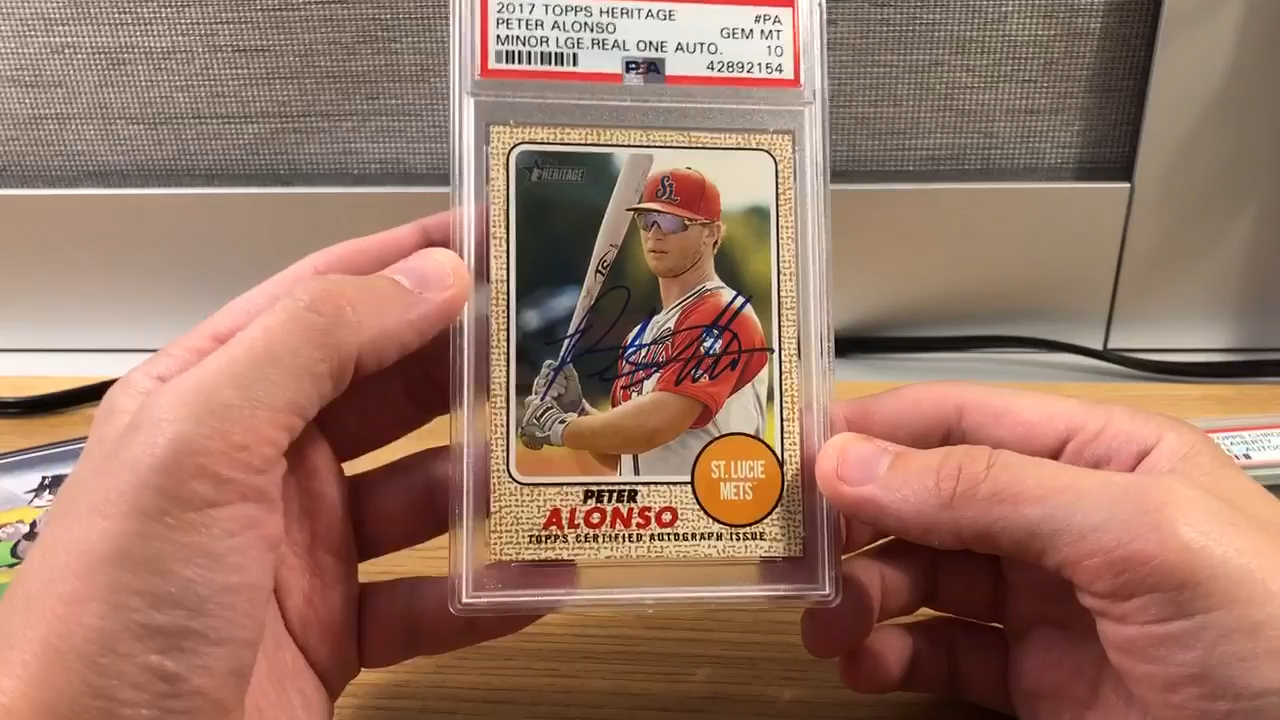 2017 TOPPS HERITAGE #PA
PETER ALONSO GEM MT
MINOR LGE.REAL ONE AUTO. 10
PSA 42892154
HERITAGE
SL
ST. LUCIE
METS
PETER
ALONSO
TOPPS CERTIFIED AUTOGRAPH ISSUE